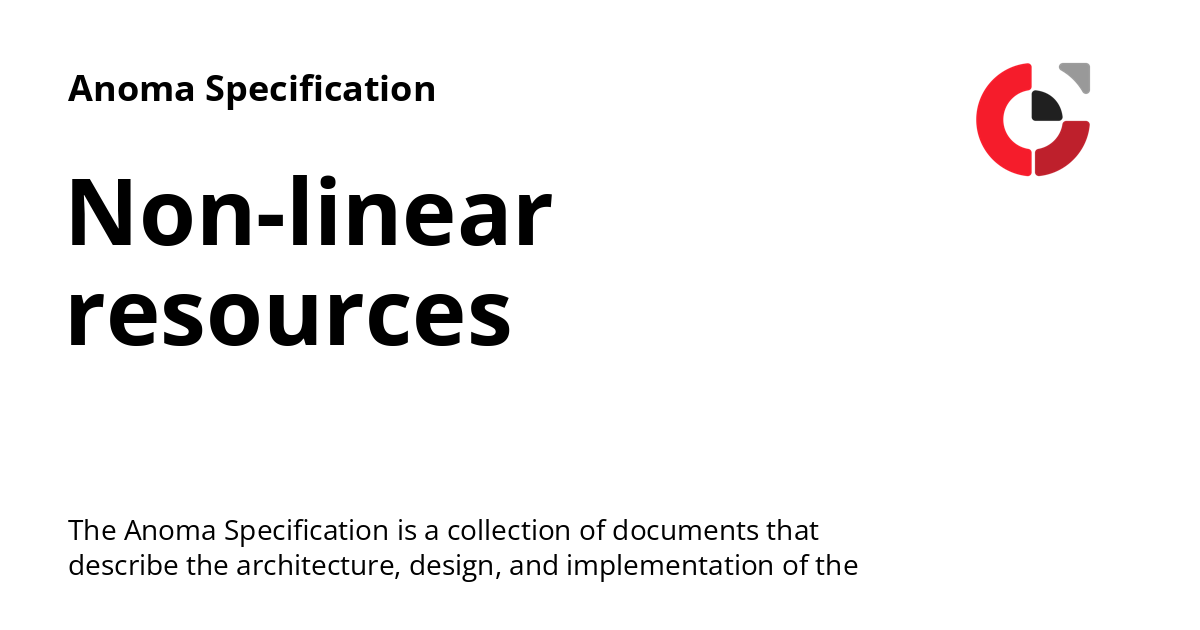 Anoma Specification
Non-linear
resources
The Anoma Specification is a collection of documents that
describe the architecture, design, and implementation of the